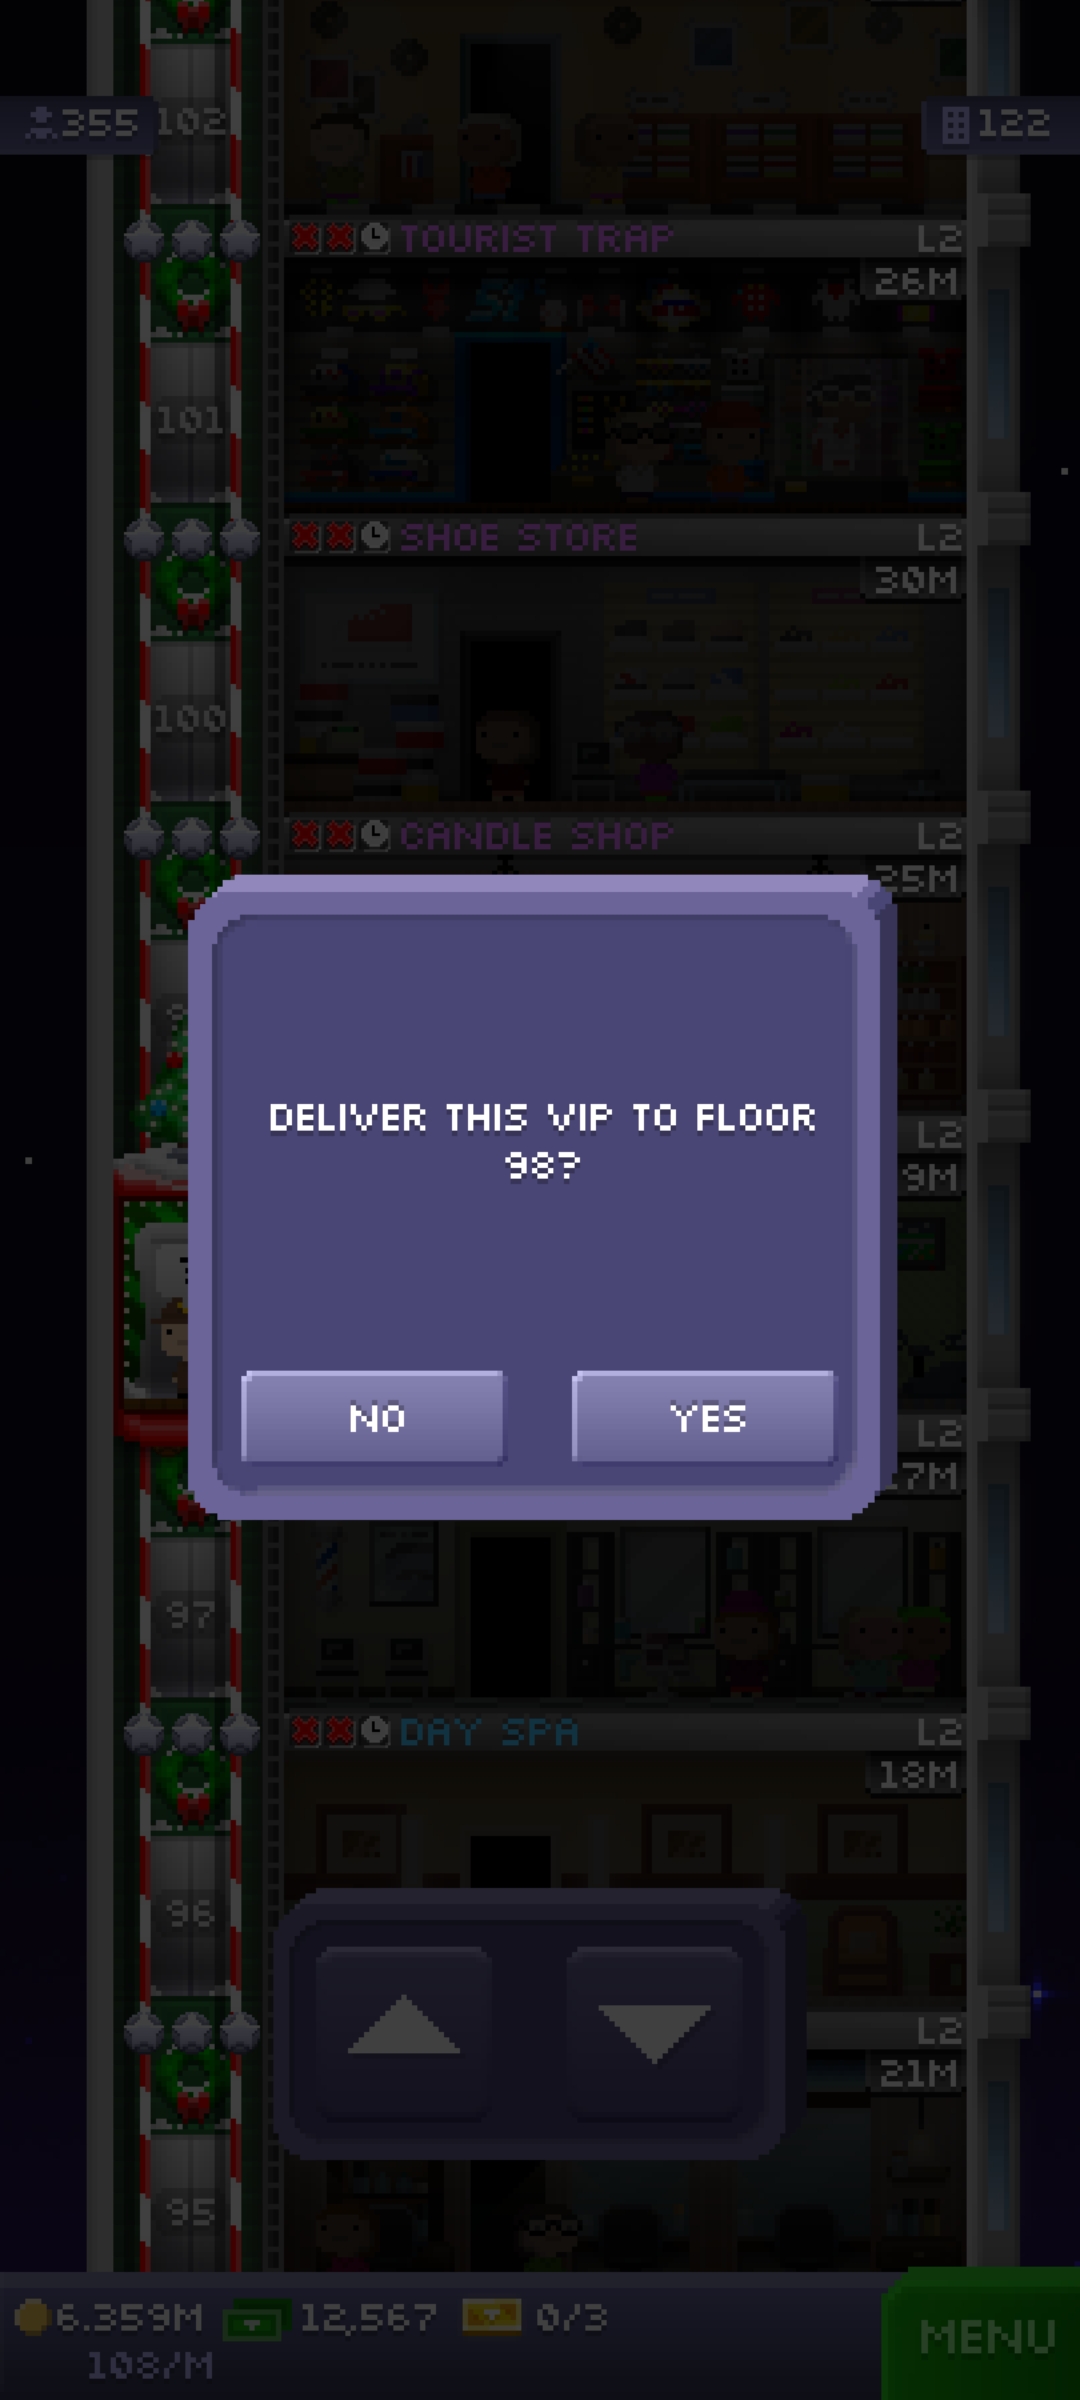 355
102
122
TOURIST TRAP
L2
26M
101
SHOE STORE
L2
30M
100
CANDLE SHOP
L2
25M
DELIVER THIS VIP TO FLOOR
98?
L2
9M
NO
YES
L2
17M
97
DAY SPA
L2
18M
96
L2
21M
95
6.359M
12,567
0/3
MENU
108/M